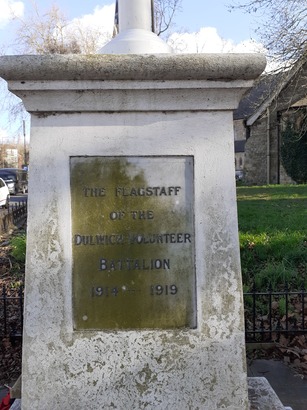 THE FLAGSTAFF
OF THE
DULWICH VOLUNTEER
BATTALION
1914 — 1919